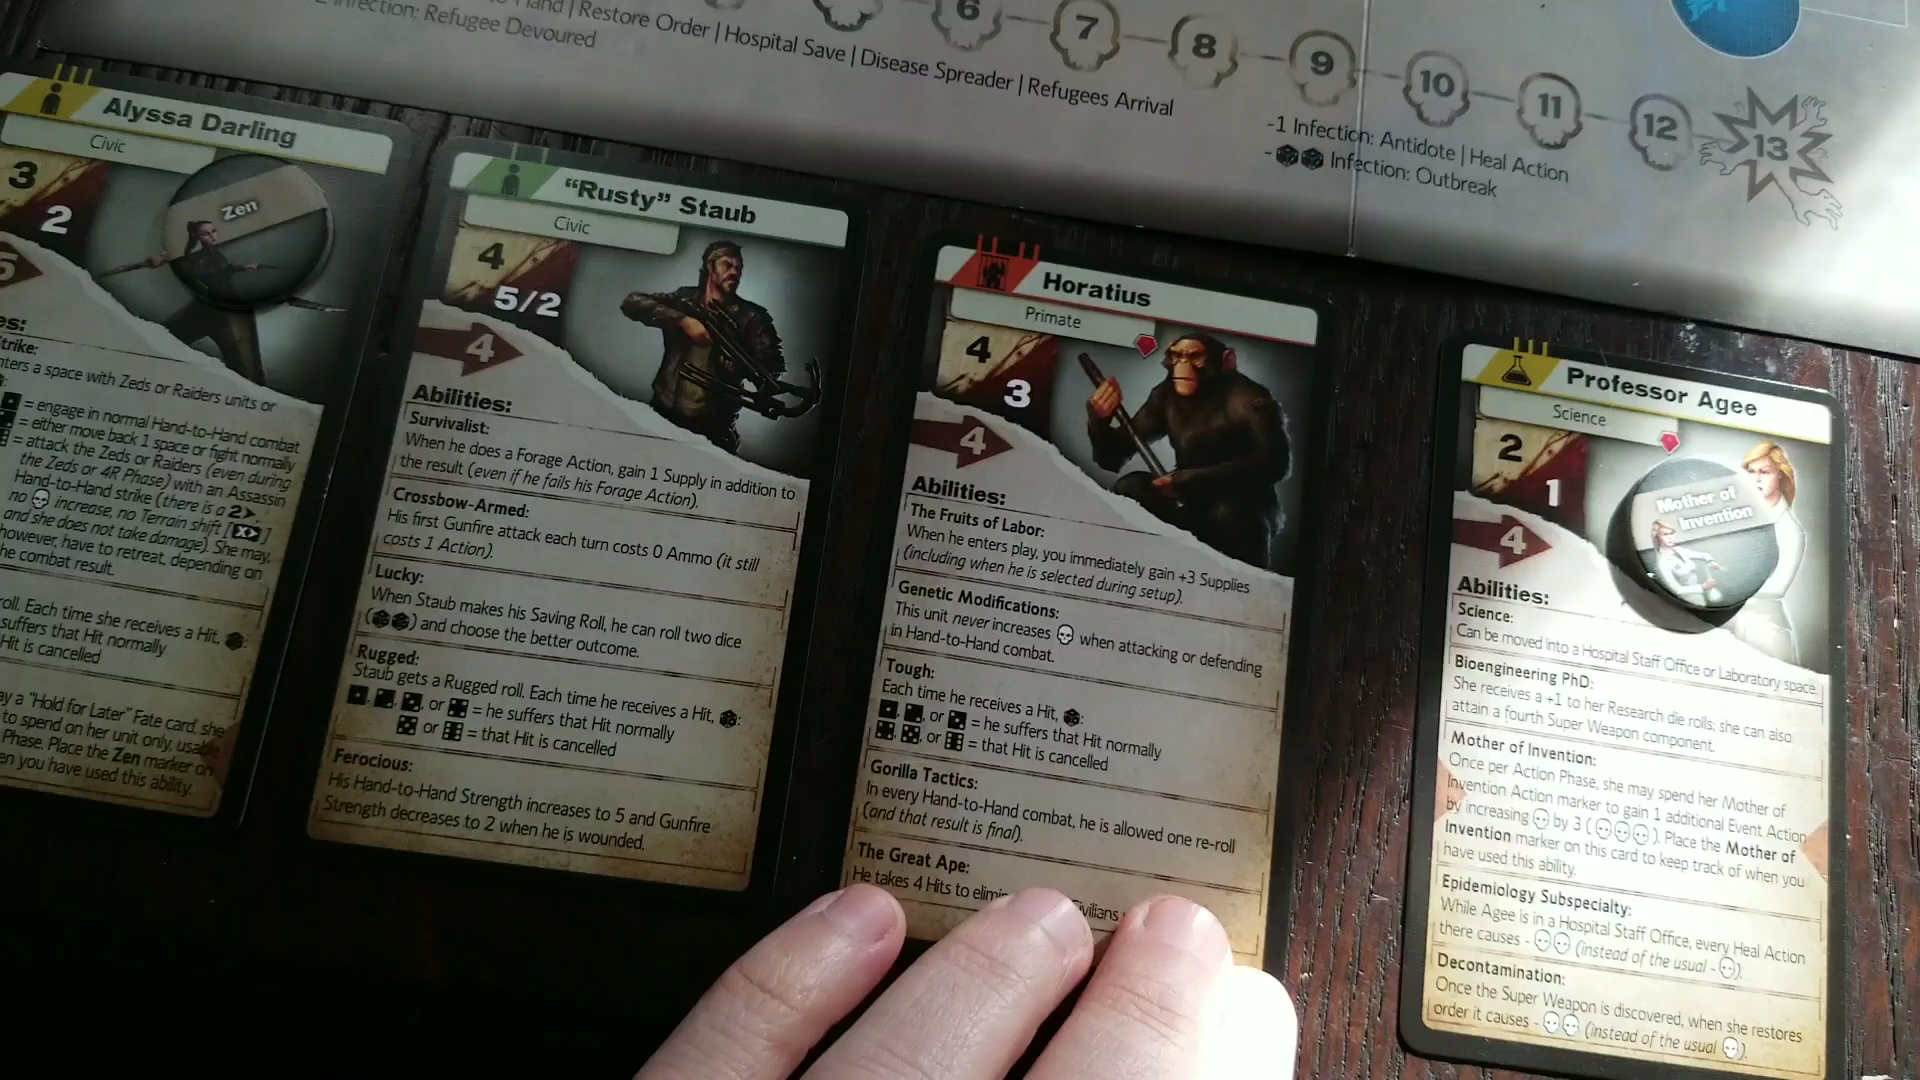 Hand | Restore Order | Hospital Save | Disease Spreader | Refugees Arrival
Infection: Refugee Devoured
6
7
8
9
10
11
12
13
-1 Infection: Antidote | Heal Action
- Infection: Outbreak
Alyssa Darling
Civic
3
2
5
Zen
= engage in normal Hand-to-Hand combat
= either move back 1 space or fight normally
= attack the Zeds or Raiders (even during
the Zeds or 4R Phase) with an Assassin
Hand-to-Hand strike (there is a 2
no increase, no Terrain shift
and she does not take damage). She may,
however, have to retreat, depending on
combat result.
roll. Each time she receives a Hit,
suffers that Hit normally
Hit is cancelled
a "Hold for Later" Fate card, she
to spend on her unit only, usable
Phase. Place the Zen marker on
you have used this ability.
"Rusty" Staub
Civic
4
5/2
4
Abilities:
Survivalist:
When he does a Forage Action, gain 1 Supply in addition to
the result (even if he fails his Forage Action).
Crossbow-Armed:
His first Gunfire attack each turn costs 0 Ammo (it still
costs 1 Action).
Lucky:
When Staub makes his Saving Roll, he can roll two dice
( ) and choose the better outcome.
Rugged:
Staub gets a Rugged roll. Each time he receives a Hit, :
, , , or = he suffers that Hit normally
or = that Hit is cancelled
Ferocious:
His Hand-to-Hand Strength increases to 5 and Gunfire
Strength decreases to 2 when he is wounded.
Horatius
Primate
4
3
4
Abilities:
The Fruits of Labor:
When he enters play, you immediately gain +3 Supplies
(including when he is selected during setup).
Genetic Modifications:
This unit never increases when attacking or defending
in Hand-to-Hand combat.
Tough:
Each time he receives a Hit, :
, , or = he suffers that Hit normally
, , or = that Hit is cancelled
Gorilla Tactics:
In every Hand-to-Hand combat, he is allowed one re-roll
(and that result is final).
The Great Ape:
He takes 4 Hits to Civilians
Professor Agee
Science
2
1
4
Mother of
Invention
Abilities:
Science:
Can be moved into a Hospital Staff Office or Laboratory space.
Bioengineering PhD:
She receives a +1 to her Research die rolls; she can also
attain a fourth Super Weapon component.
Mother of Invention:
Once per Action Phase, she may spend her Mother of
Invention Action marker to gain 1 additional Event Action
by increasing by 3 ( ). Place the Mother of
Invention marker on this card to keep track of when you
have used this ability.
Epidemiology Subspecialty:
While Agee is in a Hospital Staff Office, every Heal Action
there causes - (instead of the usual - ).
Decontamination:
Once the Super Weapon is discovered, when she restores
order it causes - (instead of the usual ).